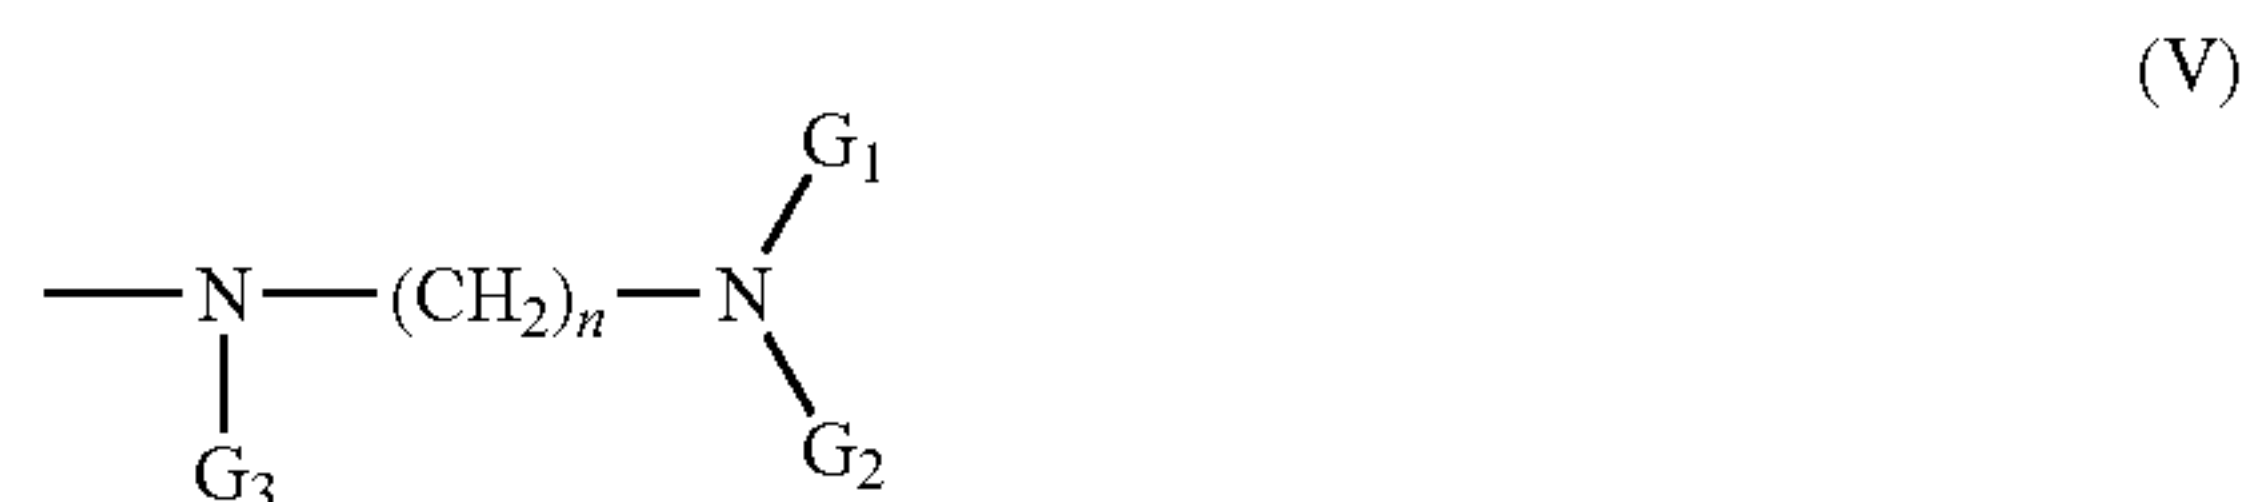 (V)
G1
N—(CH2)n—N
G3
G2